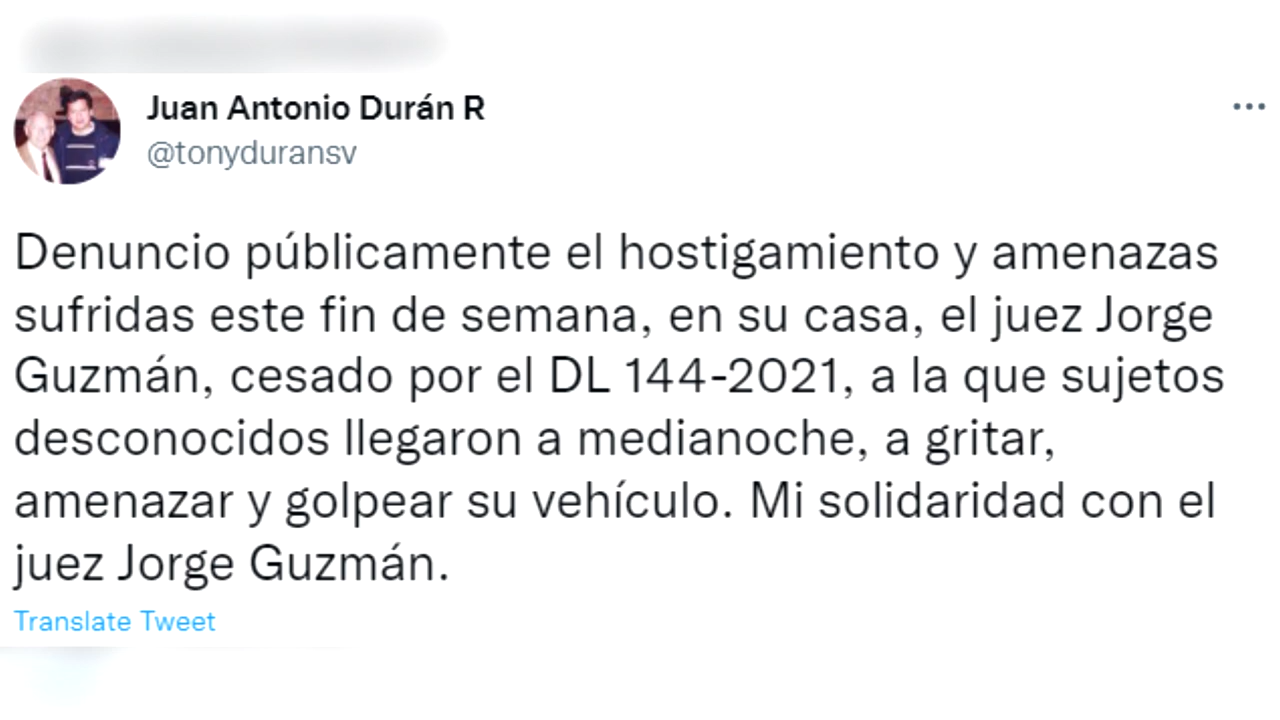 Juan Antonio Durán R
@tonyduransv
Denuncio públicamente el hostigamiento y amenazas
sufridas este fin de semana, en su casa, el juez Jorge
Guzmán, cesado por el DL 144-2021, a la que sujetos
desconocidos llegaron a medianoche, a gritar,
amenazar y golpear su vehículo. Mi solidaridad con el
juez Jorge Guzmán.
Translate Tweet